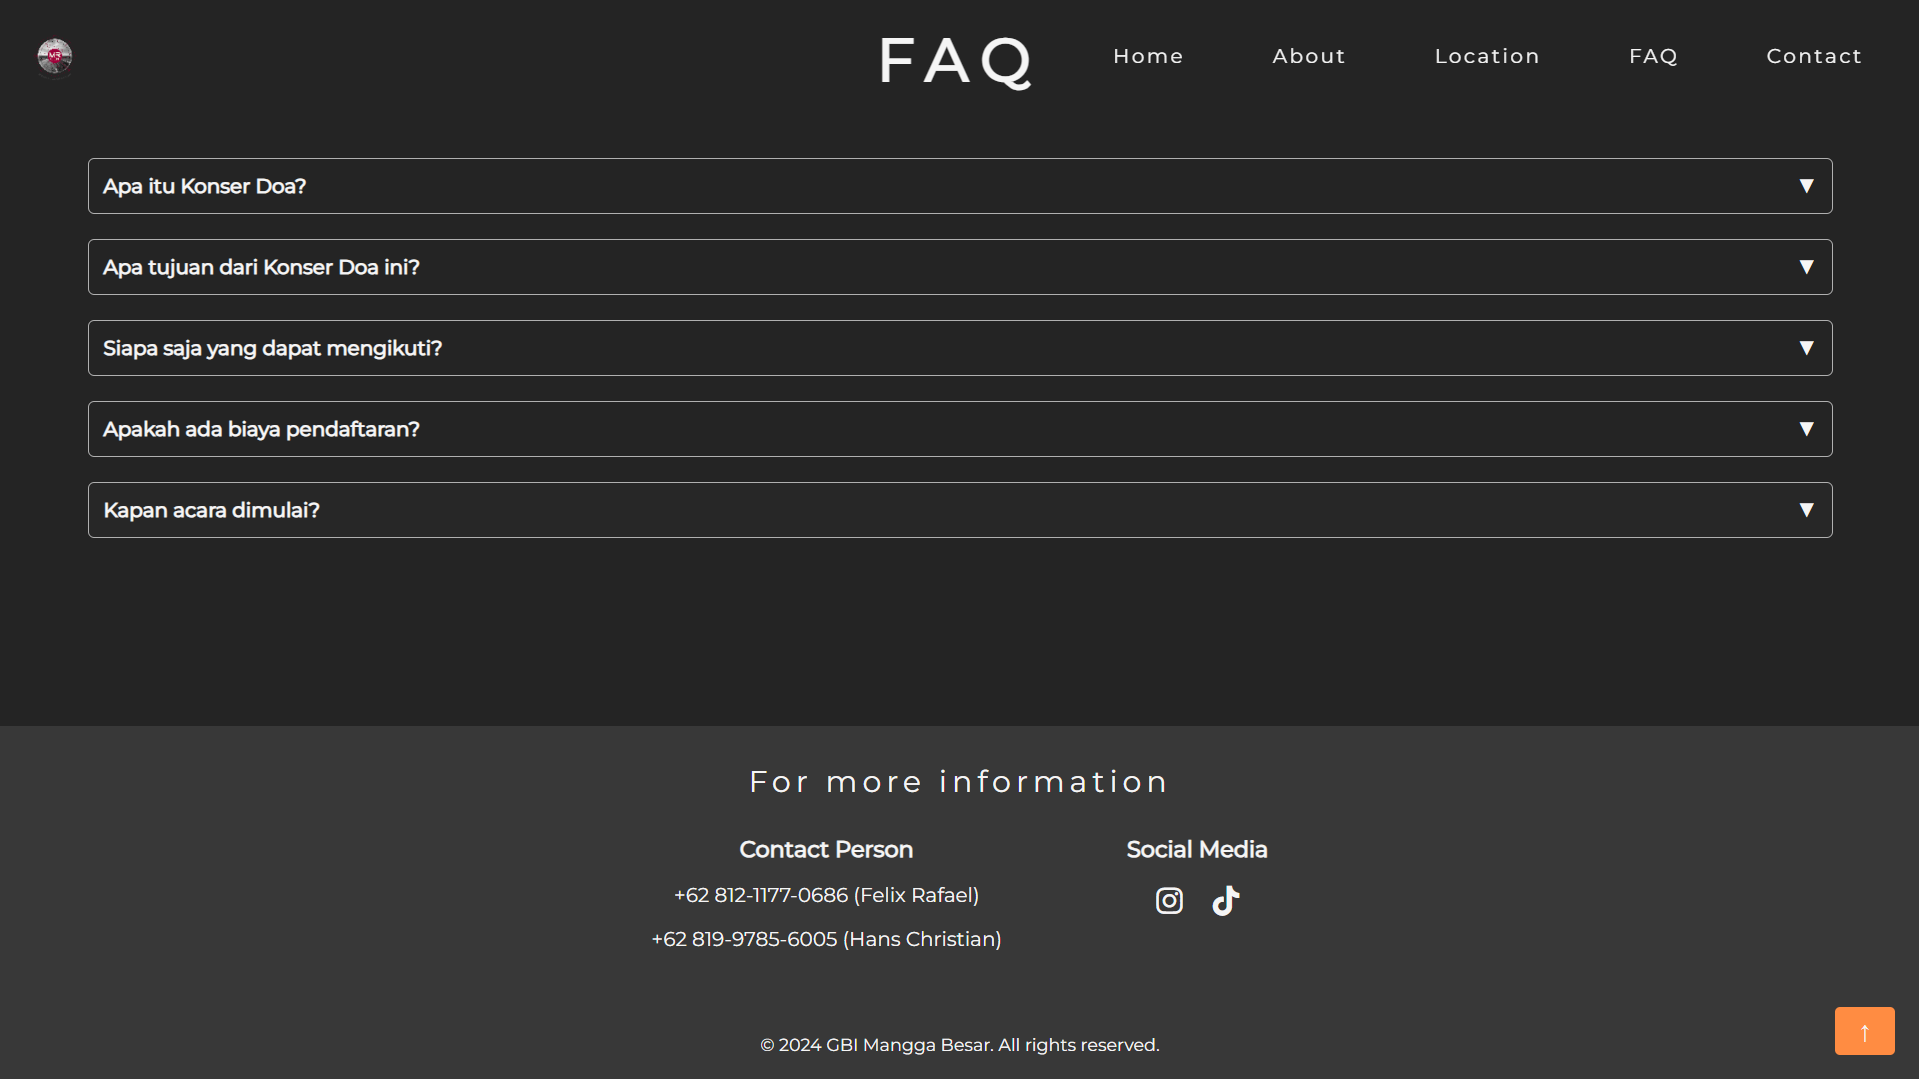 FAQ
Home About Location FAQ Contact
Apa itu Konser Doa? ▼
Apa tujuan dari Konser Doa ini? ▼
Siapa saja yang dapat mengikuti? ▼
Apakah ada biaya pendaftaran? ▼
Kapan acara dimulai? ▼
For more information
Contact Person
+62 812-1177-0686 (Felix Rafael)
+62 819-9785-6005 (Hans Christian)
Social Media
© 2024 GBI Mangga Besar. All rights reserved.
↑